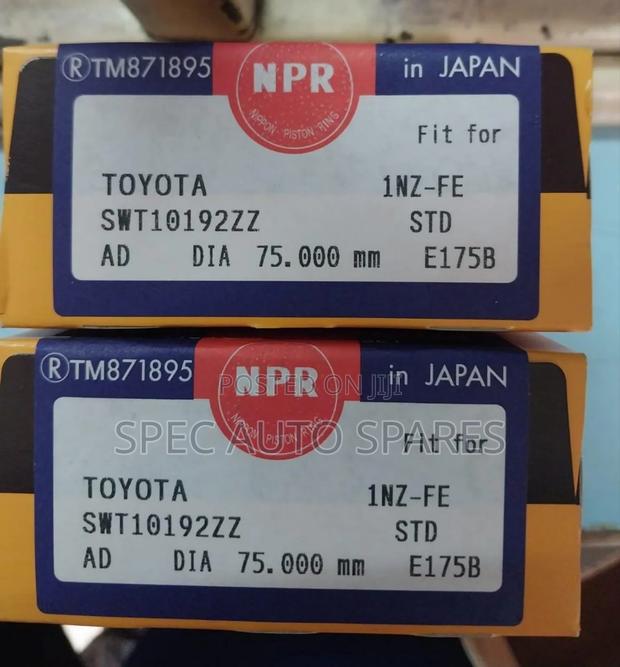 ®TM871895 NPR in JAPAN
NIPPON PISTON RING
Fit for
TOYOTA 1NZ-FE
SWT10192ZZ STD
AD DIA 75.000 mm E175B
®TM871895 NPR in JAPAN
POSTED ON JIJI
NIPPON PISTON RING
SPEC AUTO SPARES
Fit for
TOYOTA 1NZ-FE
SWT10192ZZ STD
AD DIA 75.000 mm E175B